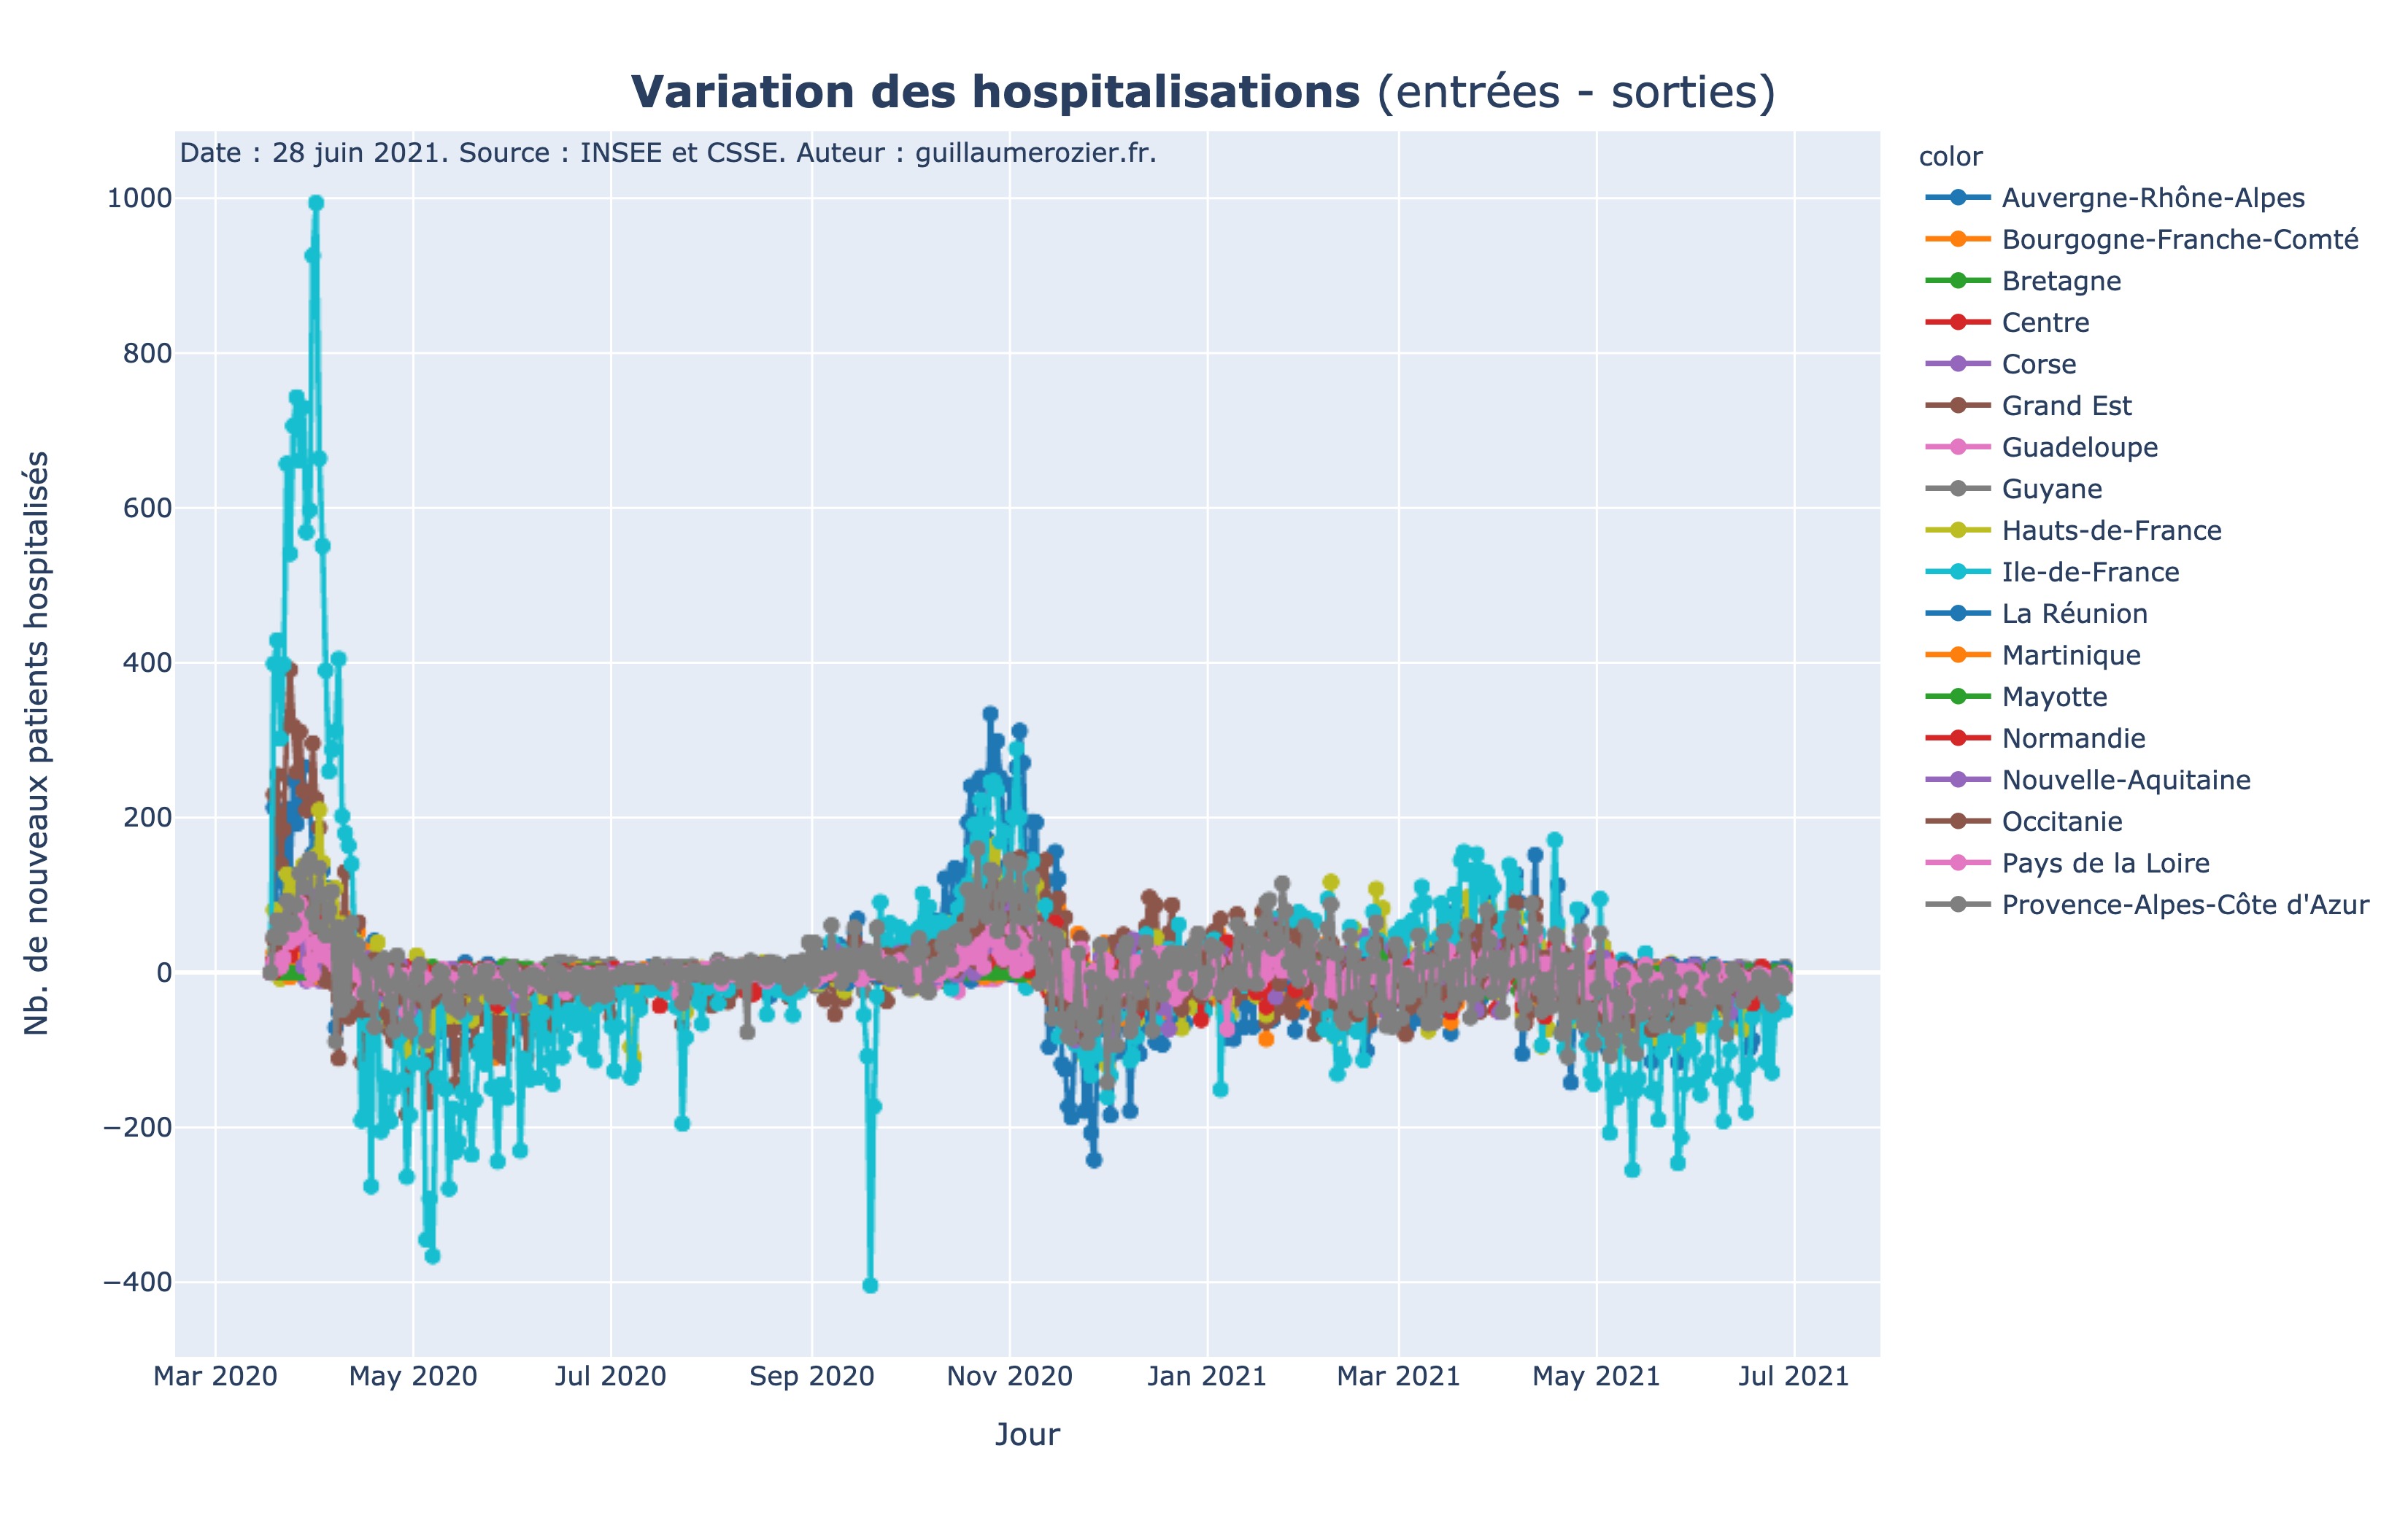 Variation des hospitalisations (entrées - sorties)
Date : 28 juin 2021. Source : INSEE et CSSE. Auteur : guillaumerozier.fr.
Nb. de nouveaux patients hospitalisés
1000
800
600
400
200
0
−200
−400
Mar 2020
May 2020
Jul 2020
Sep 2020
Nov 2020
Jan 2021
Mar 2021
May 2021
Jul 2021
Jour
color
Auvergne-Rhône-Alpes
Bourgogne-Franche-Comté
Bretagne
Centre
Corse
Grand Est
Guadeloupe
Guyane
Hauts-de-France
Ile-de-France
La Réunion
Martinique
Mayotte
Normandie
Nouvelle-Aquitaine
Occitanie
Pays de la Loire
Provence-Alpes-Côte d'Azur